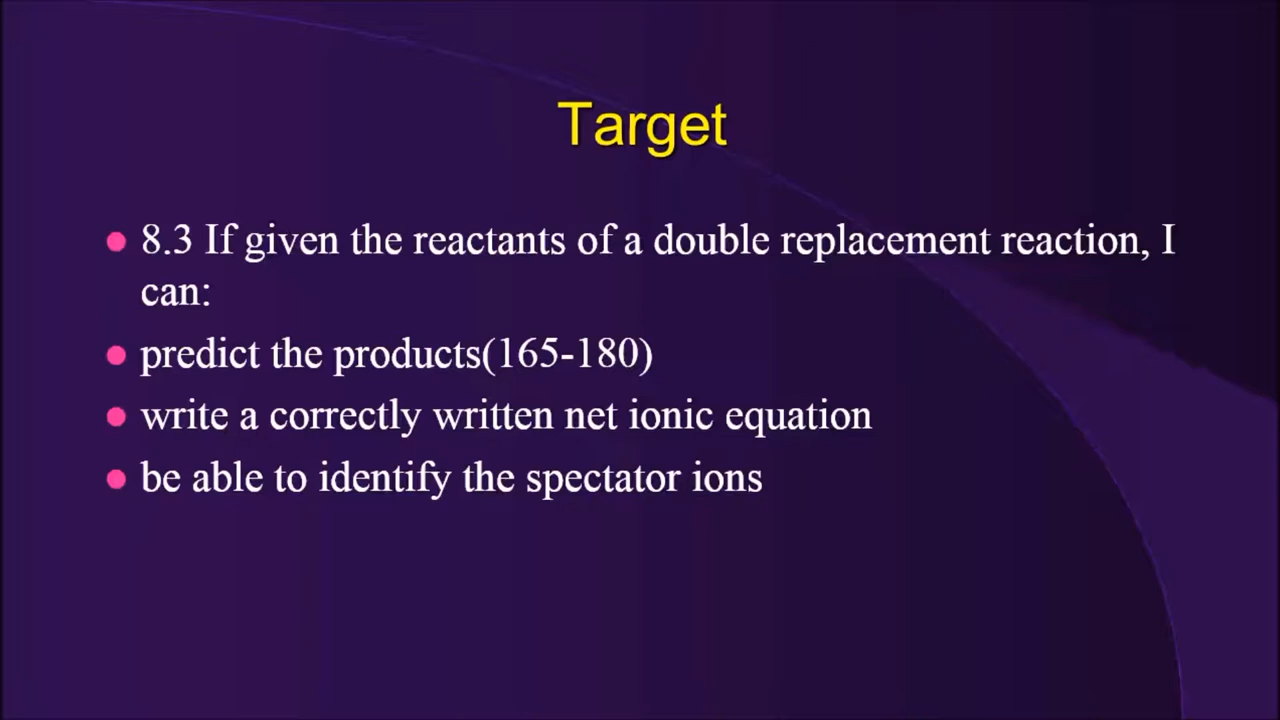 Target
8.3 If given the reactants of a double replacement reaction, I
can:
predict the products(165-180)
write a correctly written net ionic equation
be able to identify the spectator ions